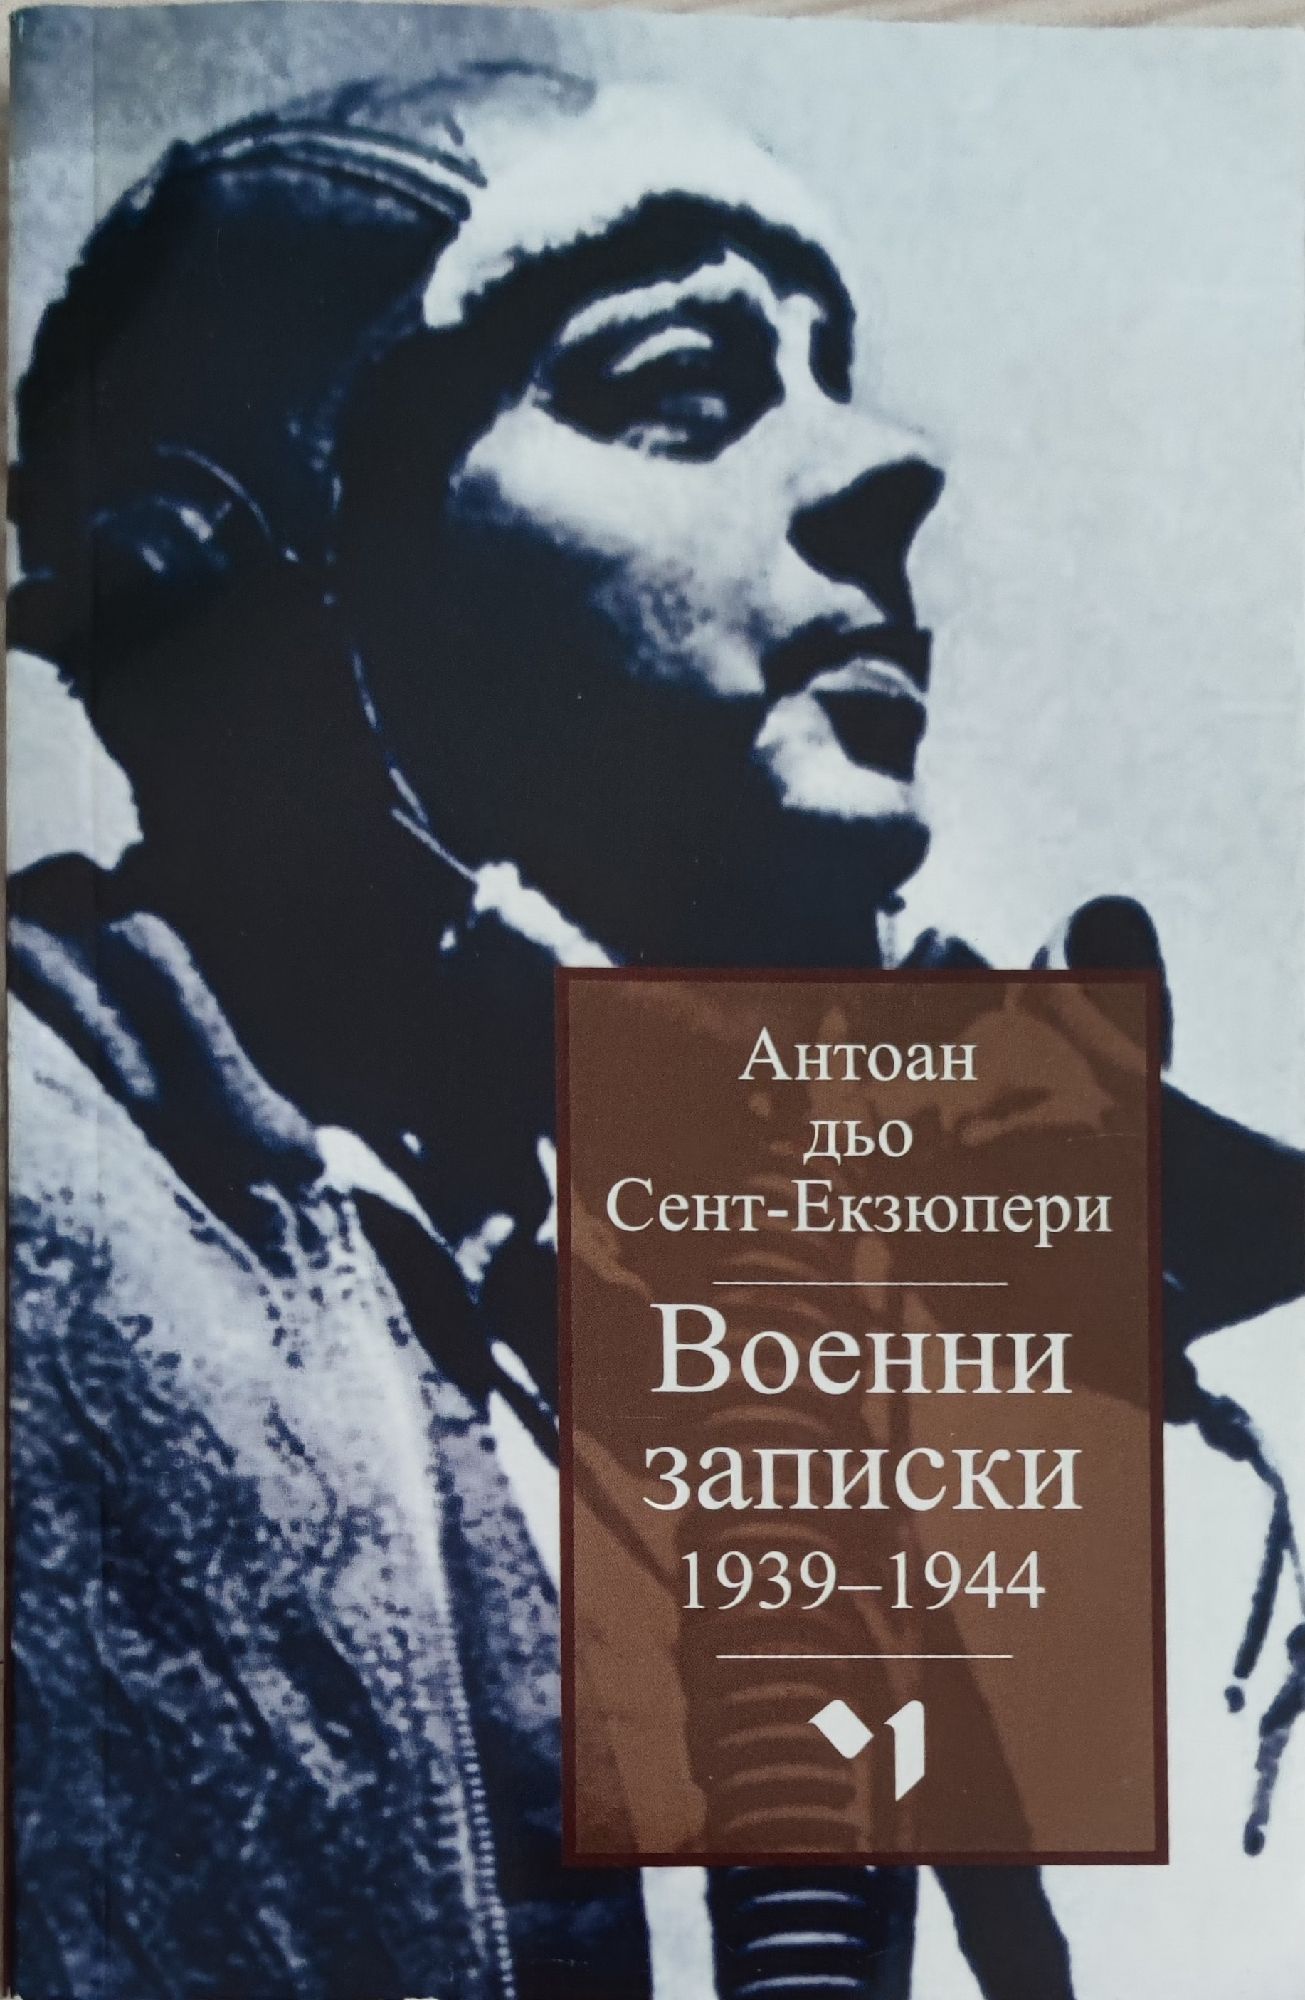 Антоан
дьо
Сент-Екзюпери
Военни
записки
1939–1944